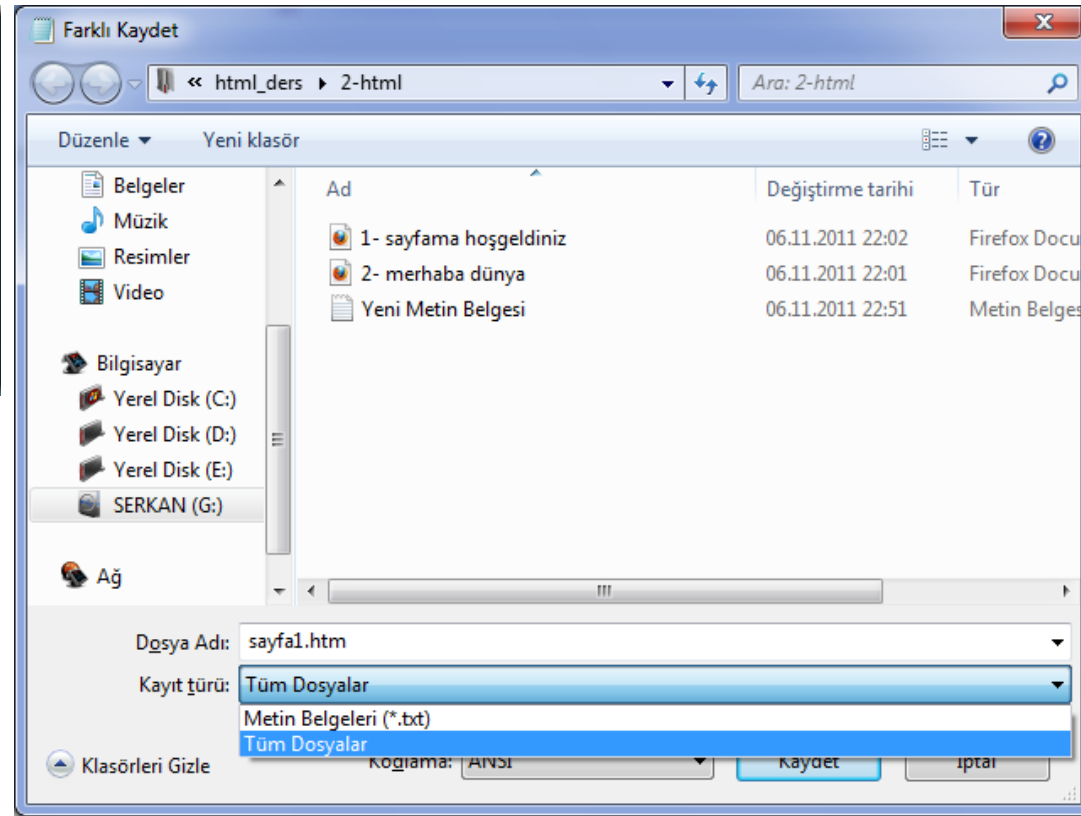 Farklı Kaydet
« html_ders ▸ 2-html
Ara: 2-html
Düzenle Yeni klasör
Belgeler
Müzik
Resimler
Video
Bilgisayar
Yerel Disk (C:)
Yerel Disk (D:)
Yerel Disk (E:)
SERKAN (G:)
Ağ
Ad Değiştirme tarihi Tür
1- sayfama hoşgeldiniz 06.11.2011 22:02 Firefox Docu
2- merhaba dünya 06.11.2011 22:01 Firefox Docu
Yeni Metin Belgesi 06.11.2011 22:51 Metin Belges
Dosya Adı: sayfa1.htm
Kayıt türü: Tüm Dosyalar
Metin Belgeleri (*.txt)
Tüm Dosyalar
Klasörleri Gizle Kodlama: ANSI Kaydet İptal